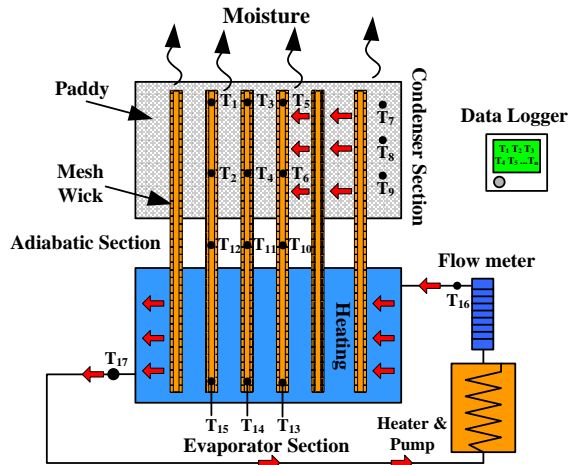 Moisture
Paddy
Mesh
Wick
T₁ T₃ T₅
T₇
T₈
T₂ T₄ T₆
T₉
Condenser Section
Data Logger
T₁ T₂ T₃
T₄ T₅ ...Tₙ
Adiabatic Section
T₁₂ T₁₁ T₁₀
Flow meter
T₁₆
Heating
T₁₇
T₁₅ T₁₄ T₁₃
Evaporator Section
Heater &
Pump